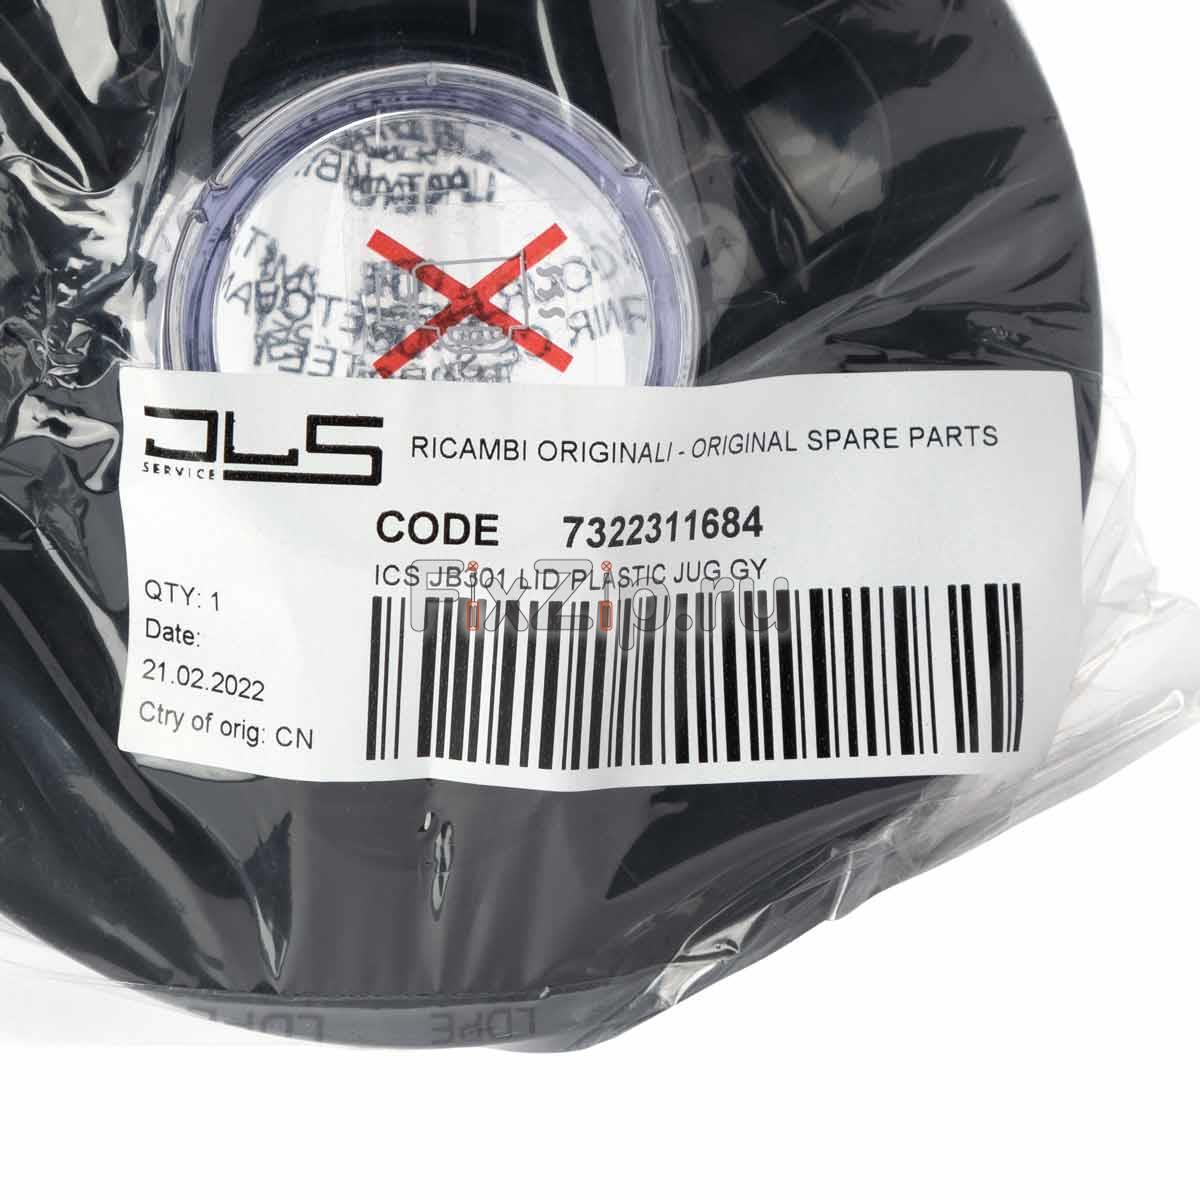 DLS
SERVICE
RICAMBI ORIGINALI - ORIGINAL SPARE PARTS
CODE 7322311684
ICS JB301 LID PLASTIC JUG GY
FixZip.ru
QTY: 1
Date:
21.02.2022
Ctry of orig: CN
LDPE